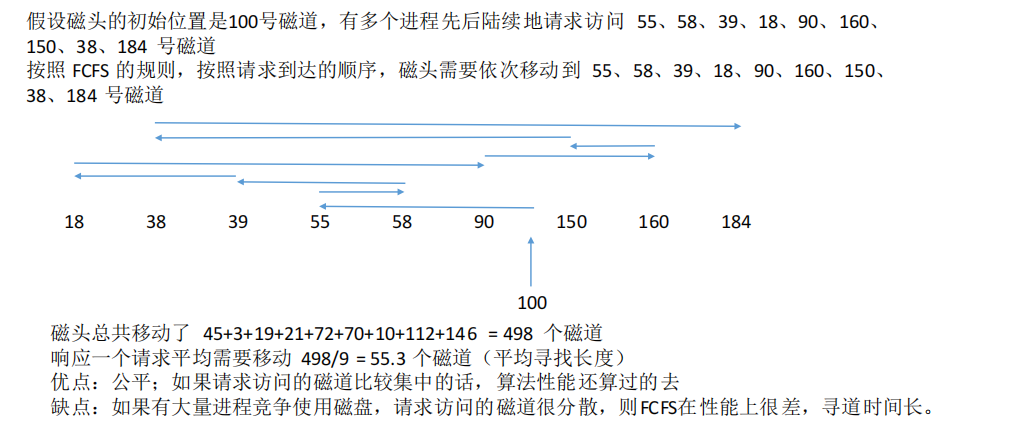 假设磁头的初始位置是100号磁道，有多个进程先后陆续地请求访问 55、58、39、18、90、160、
150、38、184 号磁道
按照 FCFS 的规则，按照请求到达的顺序，磁头需要依次移动到 55、58、39、18、90、160、150、
38、184 号磁道
18 38 39 55 58 90 150 160 184
100
磁头总共移动了 45+3+19+21+72+70+10+112+146 = 498 个磁道
响应一个请求平均需要移动 498/9 = 55.3 个磁道（平均寻找长度）
优点：公平；如果请求访问的磁道比较集中的话，算法性能还算过的去
缺点：如果有大量进程竞争使用磁盘，请求访问的磁道很分散，则FCFS在性能上很差，寻道时间长。